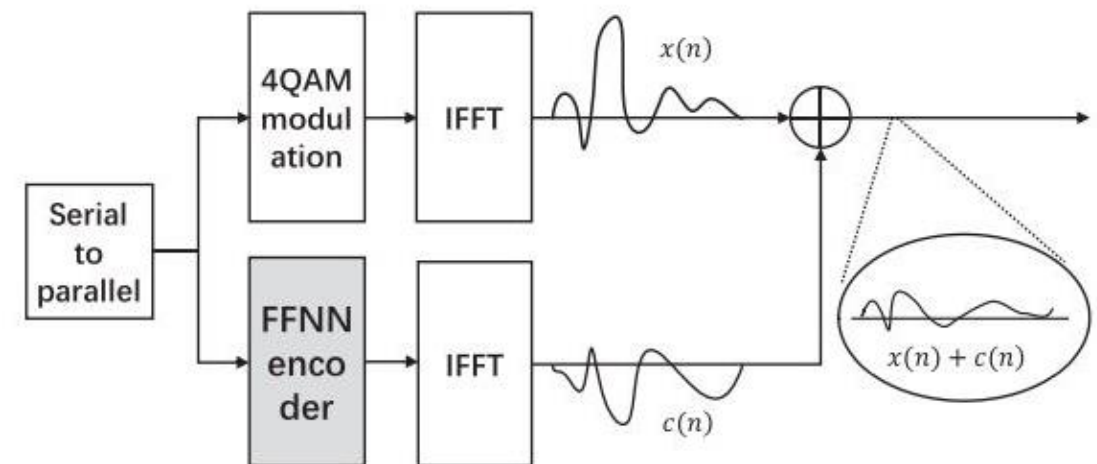 4QAM
modul
ation
IFFT
x(n)
Serial
to
parallel
FFNN
enco
der
IFFT
c(n)
x(n) + c(n)